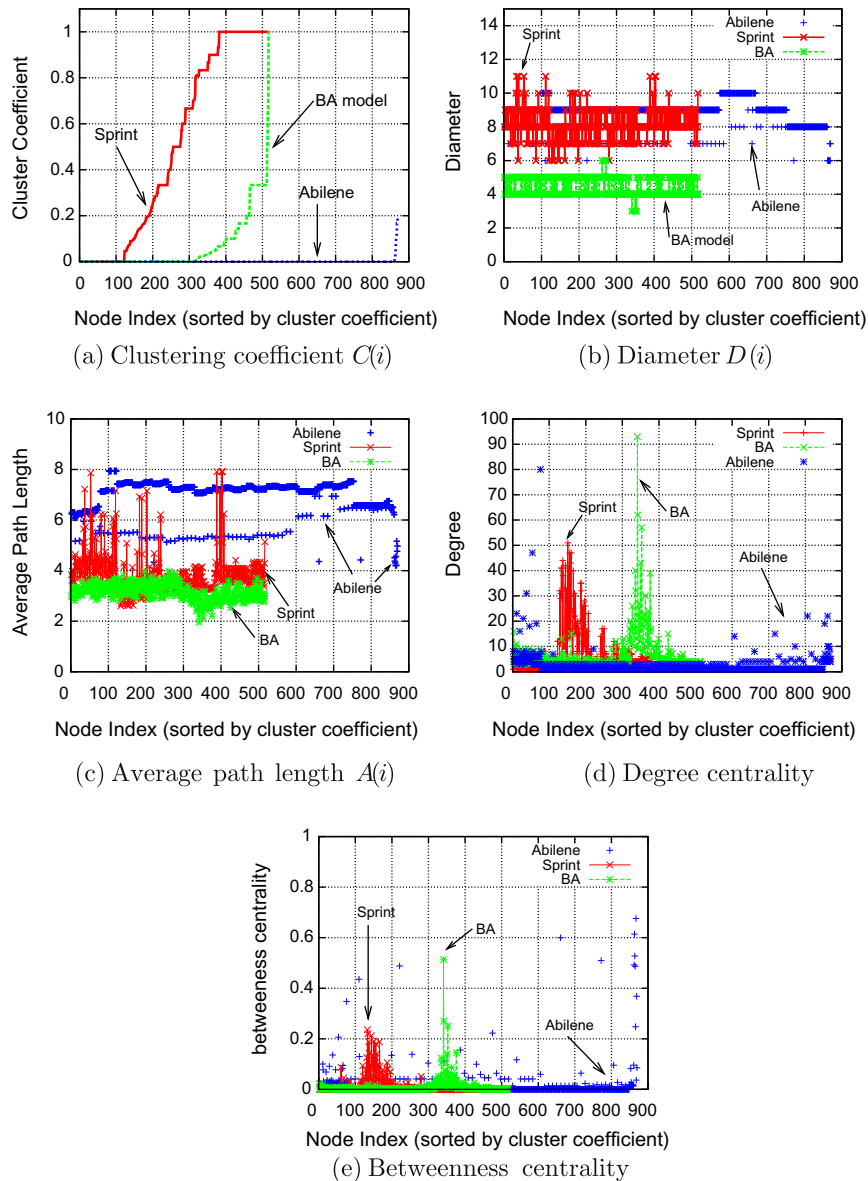 1
0.8
0.6
0.4
0.2
0
Cluster Coefficient
Sprint
BA model
Abilene
0 100 200 300 400 500 600 700 800 900
Node Index (sorted by cluster coefficient)
(a) Clustering coefficient C(i)
14
12
10
8
6
4
2
0
Diameter
Sprint
Abilene
Sprint
BA
Abilene
BA model
0 100 200 300 400 500 600 700 800 900
Node Index (sorted by cluster coefficient)
(b) Diameter D(i)
10
8
6
4
2
0
Average Path Length
Abilene
Sprint
BA
Abilene
Sprint
BA
0 100 200 300 400 500 600 700 800 900
Node Index (sorted by cluster coefficient)
(c) Average path length A(i)
100
90
80
70
60
50
40
30
20
10
0
Degree
Sprint
BA
Abilene
Sprint
BA
Abilene
0 100 200 300 400 500 600 700 800 900
Node Index (sorted by cluster coefficient)
(d) Degree centrality
1
0.8
0.6
0.4
0.2
0
betweeness centrality
Abilene
Sprint
BA
Sprint
BA
Abilene
0 100 200 300 400 500 600 700 800 900
Node Index (sorted by cluster coefficient)
(e) Betweenness centrality